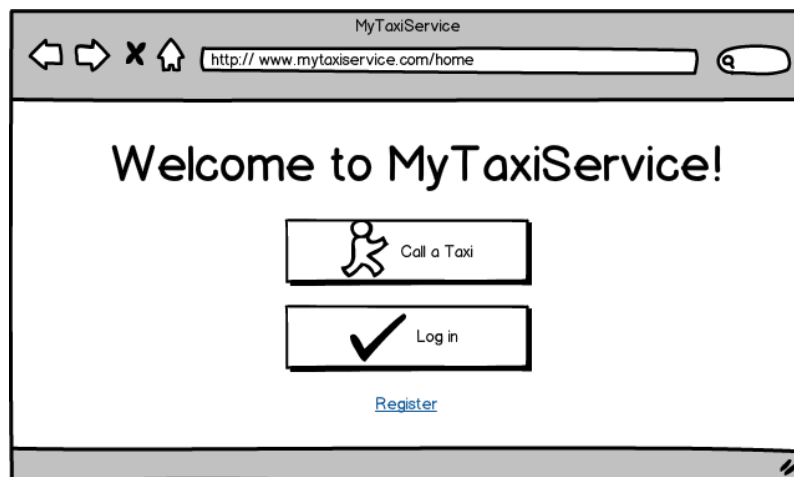 MyTaxiService
http:// www.mytaxiservice.com/home
Welcome to MyTaxiService!
Call a Taxi
Log in
Register